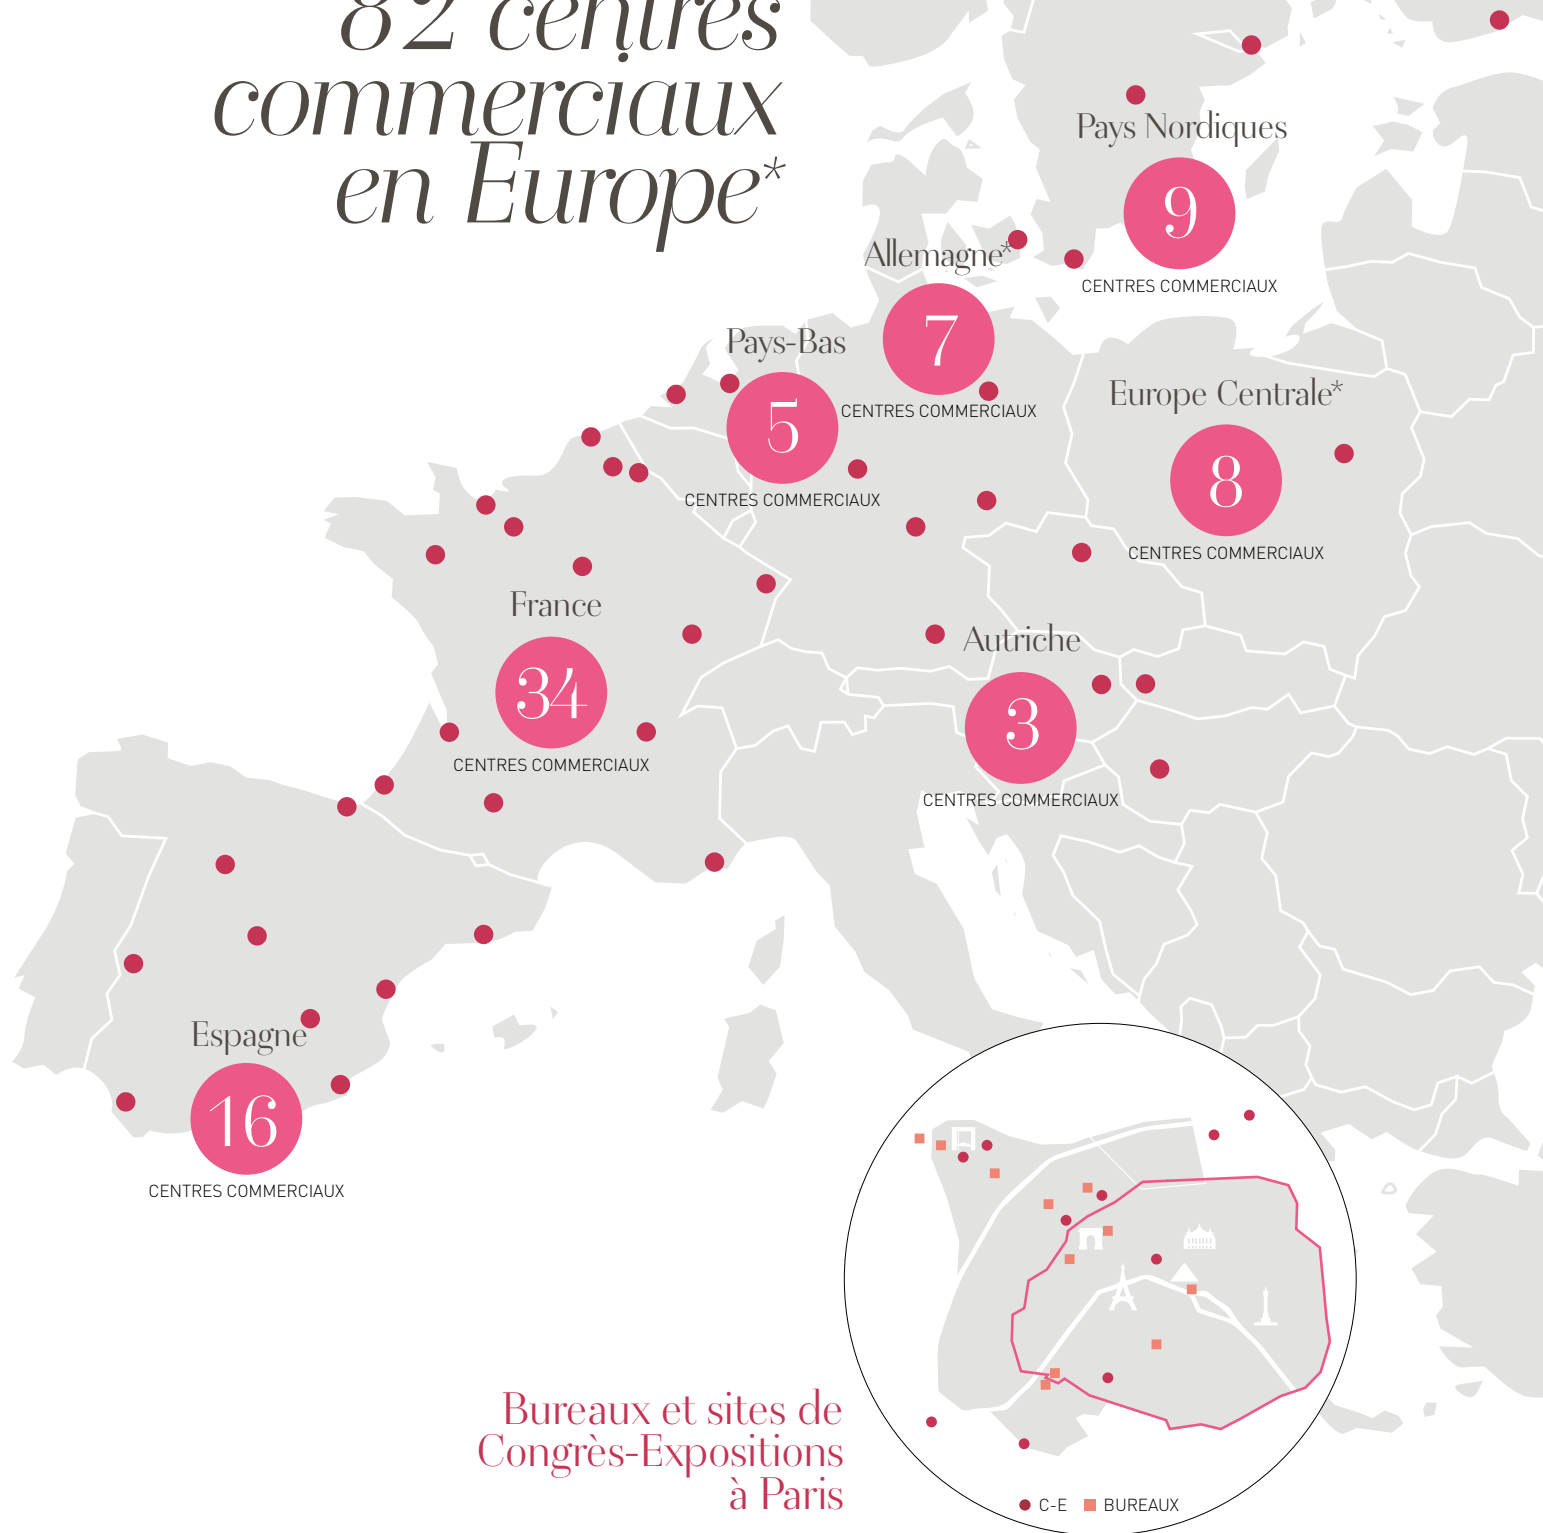 82 centres
commerciaux
en Europe*
Pays Nordiques
9
CENTRES COMMERCIAUX
Allemagne*
7
CENTRES COMMERCIAUX
Pays-Bas
5
CENTRES COMMERCIAUX
Europe Centrale*
8
CENTRES COMMERCIAUX
France
34
CENTRES COMMERCIAUX
Autriche
3
CENTRES COMMERCIAUX
Espagne
16
CENTRES COMMERCIAUX
Bureaux et sites de
Congrès-Expositions
à Paris
C-E
BUREAUX